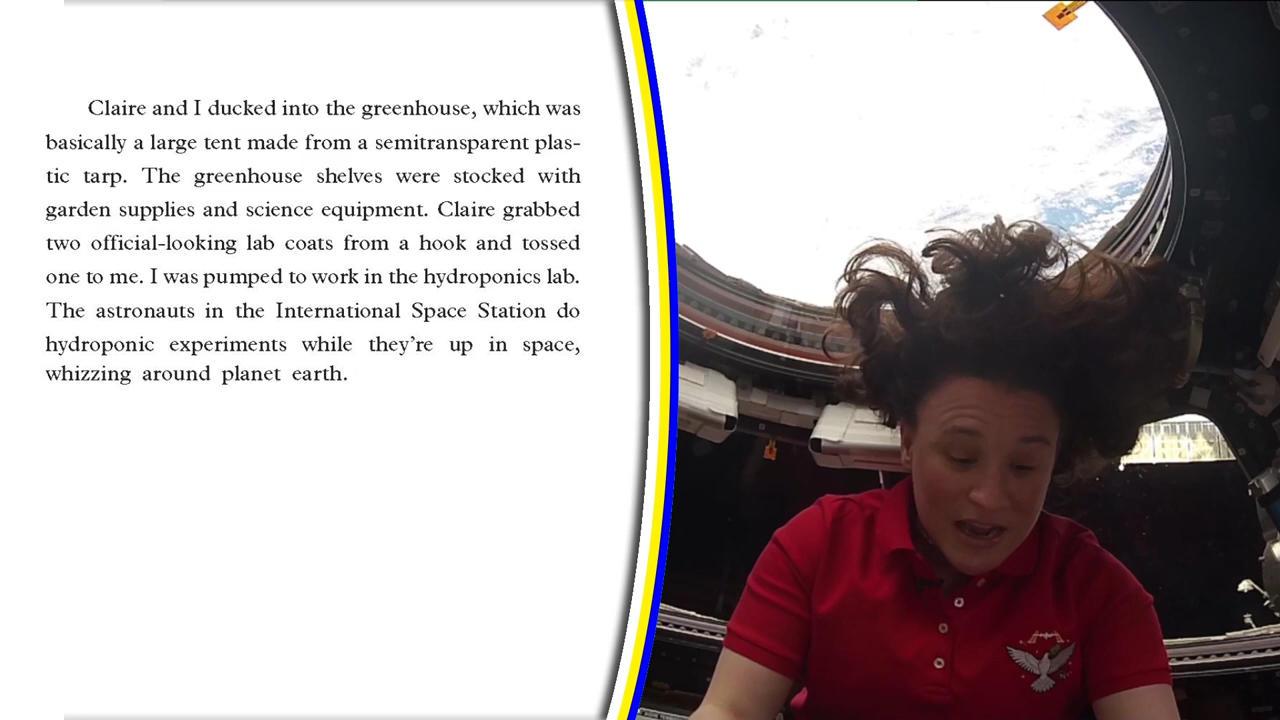 Claire and I ducked into the greenhouse, which was
basically a large tent made from a semitransparent plas-
tic tarp. The greenhouse shelves were stocked with
garden supplies and science equipment. Claire grabbed
two official-looking lab coats from a hook and tossed
one to me. I was pumped to work in the hydroponics lab.
The astronauts in the International Space Station do
hydroponic experiments while they're up in space,
whizzing around planet earth.